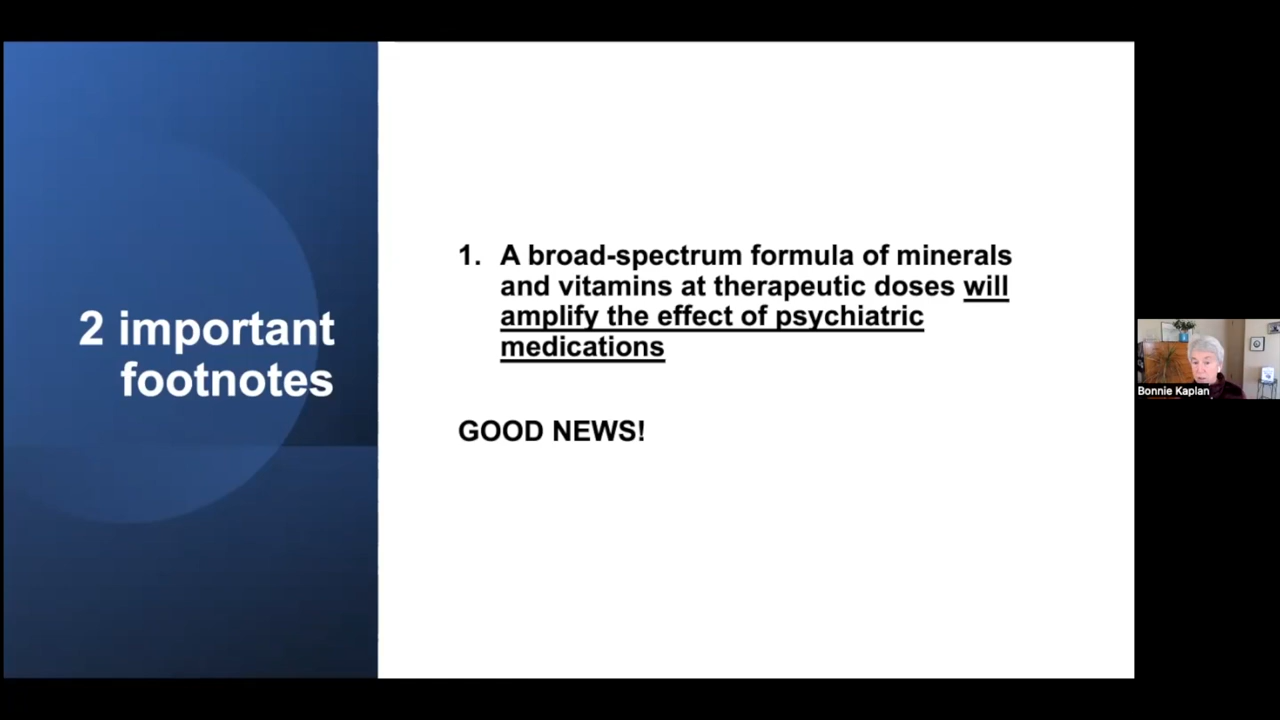 2 important
footnotes
1. A broad-spectrum formula of minerals
and vitamins at therapeutic doses will
amplify the effect of psychiatric
medications
GOOD NEWS!
Bonnie Kaplan